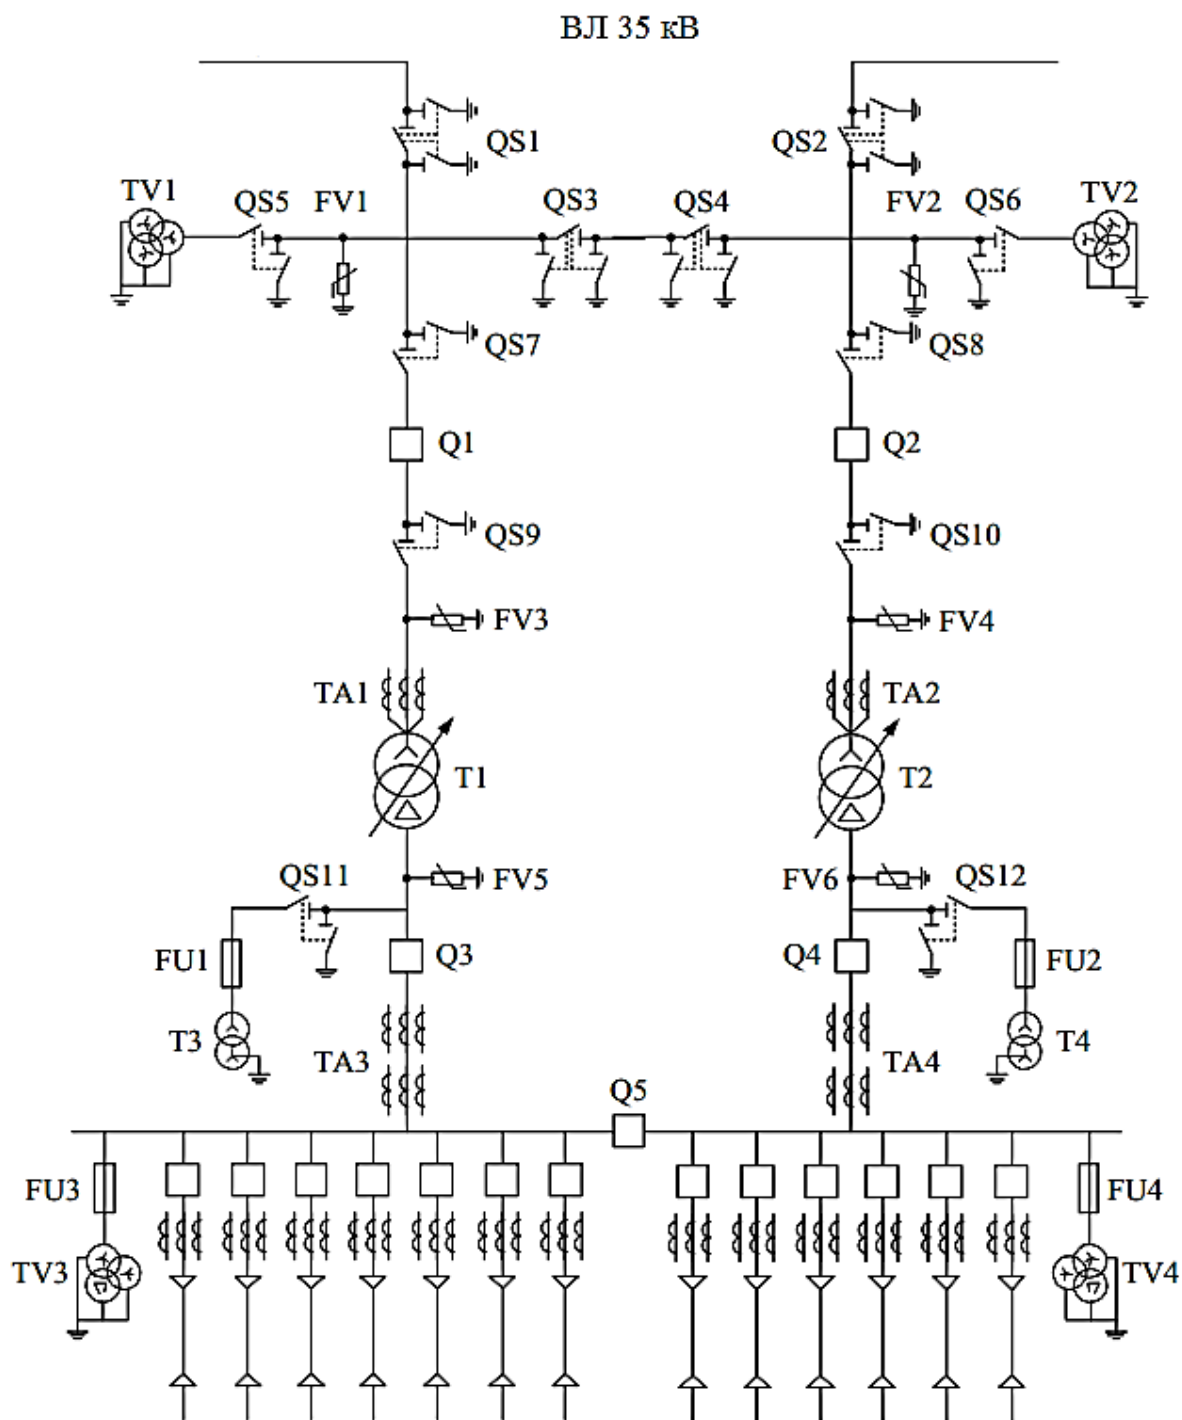 ВЛ 35 кВ
QS1
QS2
TV1
QS5
FV1
QS3
QS4
FV2
QS6
TV2
QS7
QS8
Q1
Q2
QS9
QS10
FV3
FV4
TA1
TA2
T1
T2
QS11
FV5
FV6
QS12
FU1
Q3
Q4
FU2
T3
TA3
TA4
T4
Q5
FU3
FU4
TV3
TV4